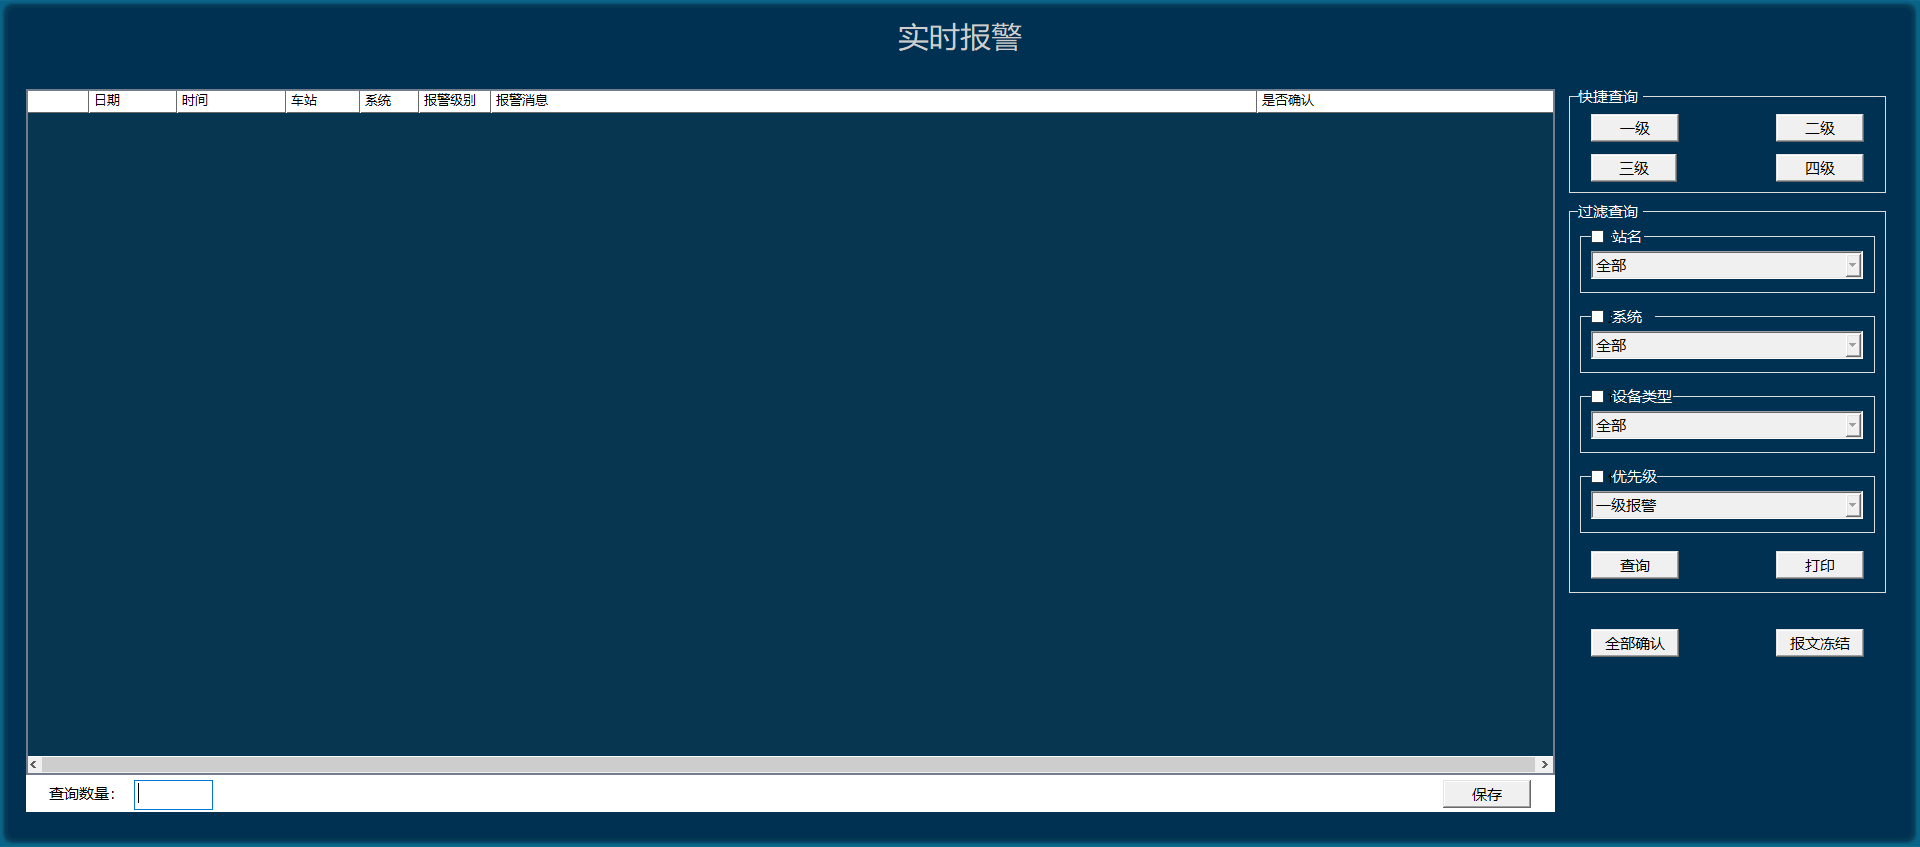 实时报警
日期 时间 车站 系统 报警级别 报警消息 是否确认
快捷查询
一级 二级
三级 四级
过滤查询
站名
全部
系统
全部
设备类型
全部
优先级
一级报警
查询 打印
全部确认 报文冻结
查询数量： 保存